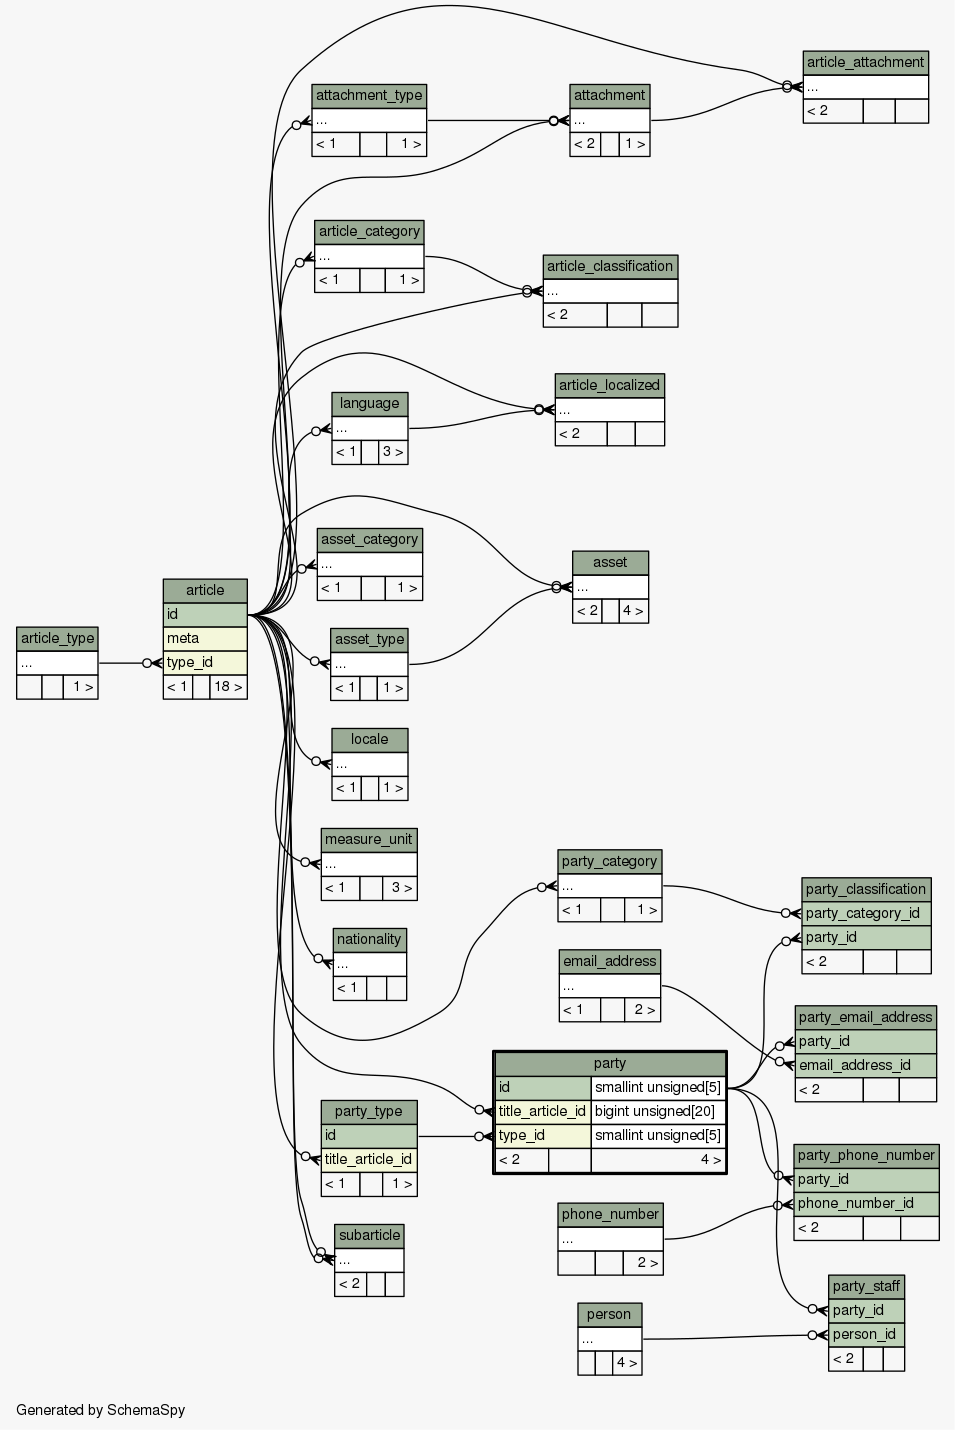 article_attachment
...
< 2
attachment_type
...
< 1 1 >
attachment
...
< 2 1 >
article_category
...
< 1 1 >
article_classification
...
< 2
article_localized
...
< 2
language
...
< 1 3 >
asset_category
...
< 1 1 >
asset
...
< 2 4 >
article
id
meta
type_id
< 1 18 >
article_type
...
1 >
asset_type
...
< 1 1 >
locale
...
< 1 1 >
measure_unit
...
< 1 3 >
nationality
...
< 1
party_category
...
< 1 1 >
party_classification
party_category_id
party_id
< 2
email_address
...
< 1 2 >
party_email_address
party_id
email_address_id
< 2
party
id smallint unsigned[5]
title_article_id bigint unsigned[20]
type_id smallint unsigned[5]
< 2 4 >
party_type
id
title_article_id
< 1 1 >
party_phone_number
party_id
phone_number_id
< 2
phone_number
...
2 >
subarticle
...
< 2
party_staff
party_id
person_id
< 2
person
...
4 >
Generated by SchemaSpy